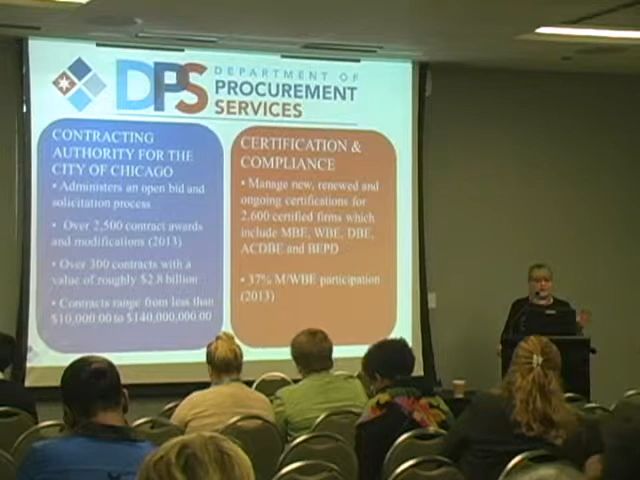 DPS
DEPARTMENT OF
PROCUREMENT
SERVICES
CONTRACTING
AUTHORITY FOR THE
CITY OF CHICAGO
• Administers an open bid and
solicitation process
• Over 2,500 contract awards
and modifications (2013)
• Over 300 contracts with a
value of roughly $2.8 billion
• Contracts range from less than
$10,000.00 to $140,000,000.00
CERTIFICATION &
COMPLIANCE
• Manage new, renewed and
ongoing certifications for
2,600 certified firms which
include MBE, WBE, DBE,
ACDBE and BEPD
• 37% M/WBE participation
(2013)